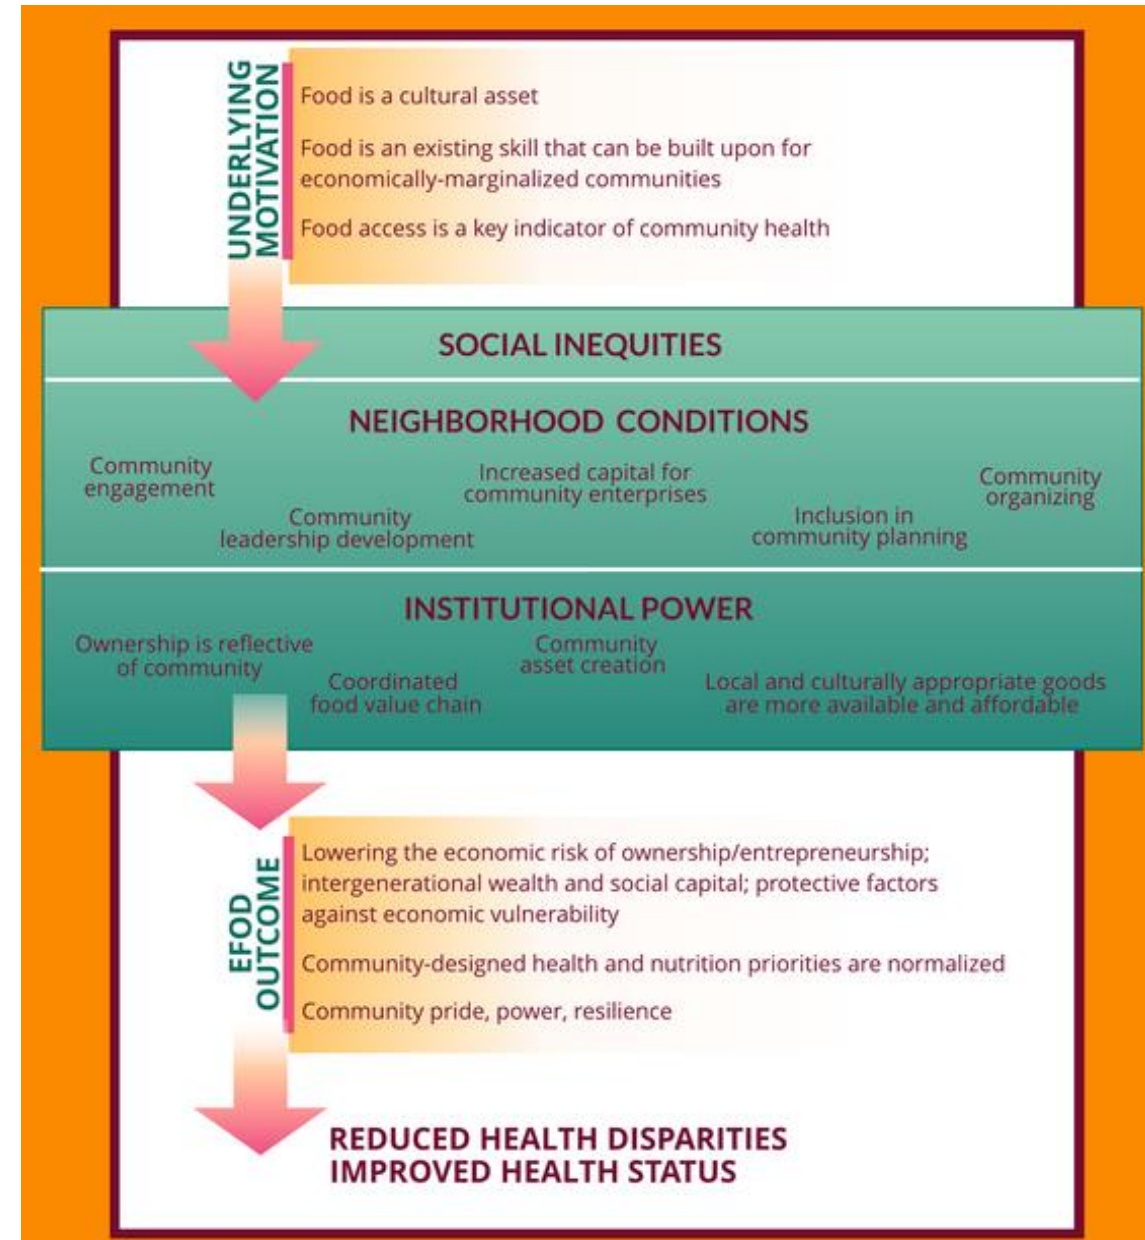 UNDERLYING
MOTIVATION
Food is a cultural asset
Food is an existing skill that can be built upon for
economically-marginalized communities
Food access is a key indicator of community health
SOCIAL INEQUITIES
NEIGHBORHOOD CONDITIONS
Community
engagement
Community
leadership development
Increased capital for
community enterprises
Inclusion in
community planning
Community
organizing
INSTITUTIONAL POWER
Ownership is reflective
of community
Coordinated
food value chain
Community
asset creation
Local and culturally appropriate goods
are more available and affordable
EFOD
OUTCOME
Lowering the economic risk of ownership/entrepreneurship;
intergenerational wealth and social capital; protective factors
against economic vulnerability
Community-designed health and nutrition priorities are normalized
Community pride, power, resilience
REDUCED HEALTH DISPARITIES
IMPROVED HEALTH STATUS